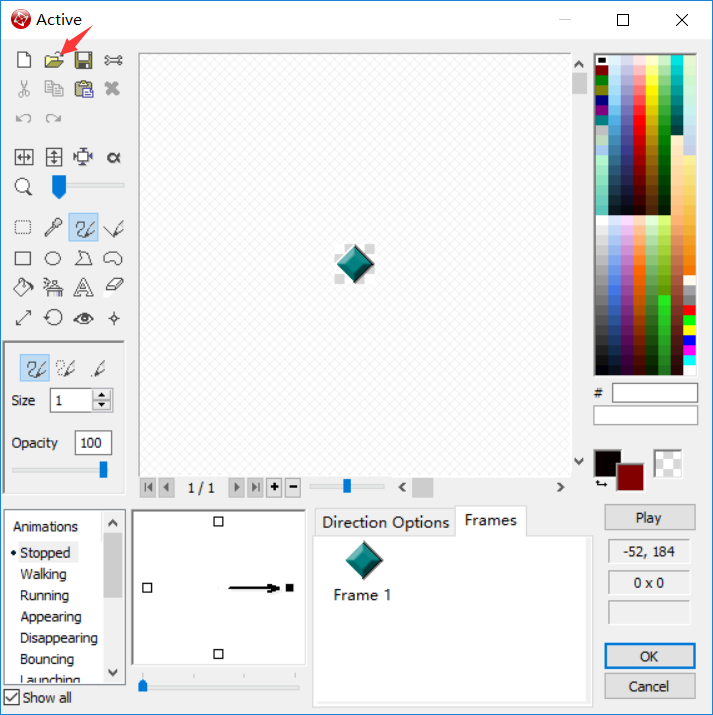 Active
Size 1
Opacity 100
1 / 1
#
Animations
Stopped
Walking
Running
Appearing
Disappearing
Bouncing
Launching
Show all
Direction Options
Frames
Frame 1
Play
-52, 184
0 x 0
OK
Cancel